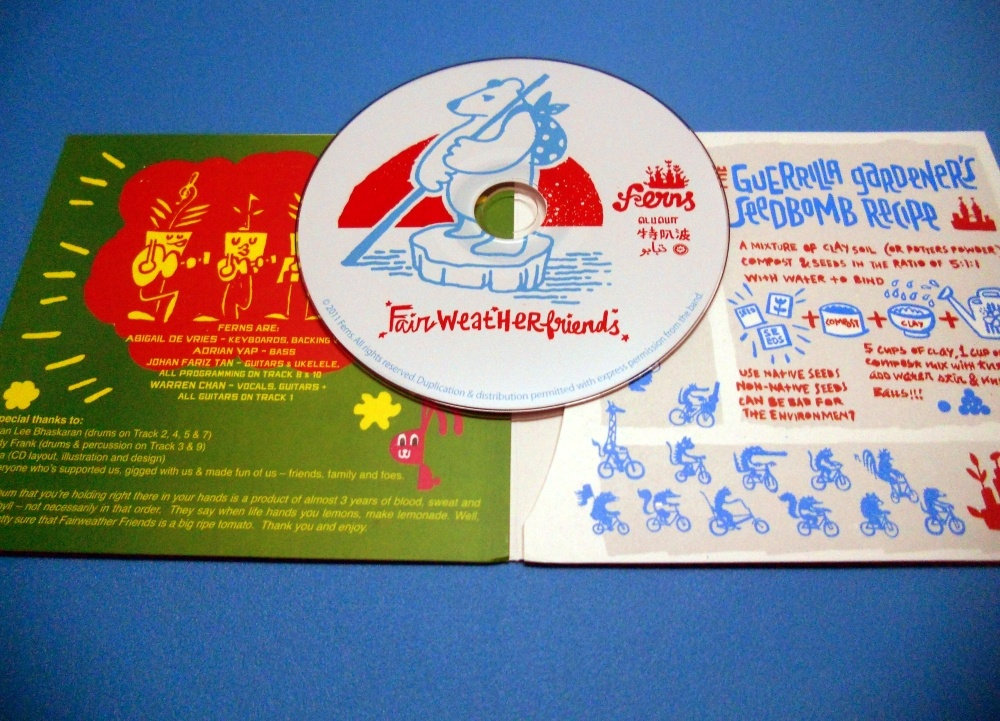 FERNS ARE:
ABIGAIL DE VRIES - KEYBOARDS, BACKING
ADRIAN YAP - BASS
JOHAN FARIZ TAN - GUITARS & UKELELE,
ALL PROGRAMMING ON TRACK 8 & 10
WARREN CHAN - VOCALS, GUITARS +
ALL GUITARS ON TRACK 1
pecial thanks to:
an Lee Bhaskaran (drums on Track 2, 4, 5 & 7)
dy Frank (drums & percussion on Track 3 & 9)
a (CD layout, illustration and design)
eryone who's supported us, gigged with us & made fun of us – friends, family and foes.
bum that you're holding right there in your hands is a product of almost 3 years of blood, sweat and
– not necessarily in that order. They say when life hands you lemons, make lemonade. Well,
tty sure that Fairweather Friends is a big ripe tomato. Thank you and enjoy.
Ferns
特叽波
FairWeatHerfriends
© 2011 Ferns. All rights reserved Duplication & distribution permitted with express permission from the band.
GUERRILLA gaRDENER'S
SEEDBOMB RECIPE
A MIXTURE OF CLAY SOIL (OR POTTERS POWDER
COMPOST & SEEDS IN THE RATIO OF 5:1:1
WITH WATER TO BIND
SEEDS
+ COMPOST + CLAY +
5 CUPS OF CLAY, 1 CUP O
COMPOST MIX WITH
ADD WATER
BALLS!!!
USE NATIVE SEEDS
NON-NATIVE SEEDS
CAN BE BAD FOR
THE ENVIRONMENT